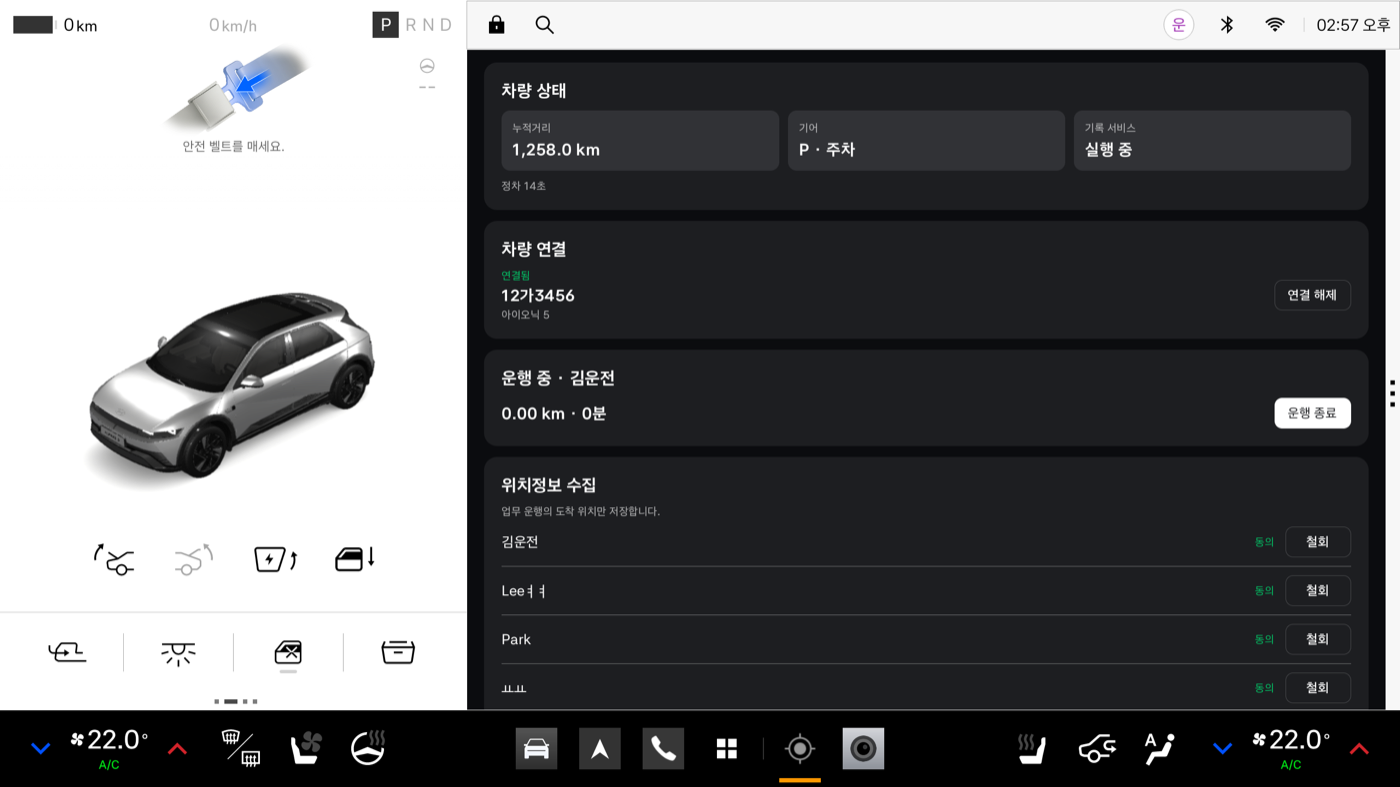 0 km
0 km/h
P R N D
--
안전 벨트를 매세요.
운
02:57 오후
차량 상태
누적거리
1,258.0 km
기어
P · 주차
기록 서비스
실행 중
정차 14초
차량 연결
연결됨
12가3456
아이오닉 5
연결 해제
운행 중 · 김운전
0.00 km · 0분
운행 종료
위치정보 수집
업무 운행의 도착 위치만 저장합니다.
김운전 동의 철회
Leeㅕㅕ 동의 철회
Park 동의 철회
ㅛㅛ 동의 철회
22.0°
A/C
A
22.0°
A/C